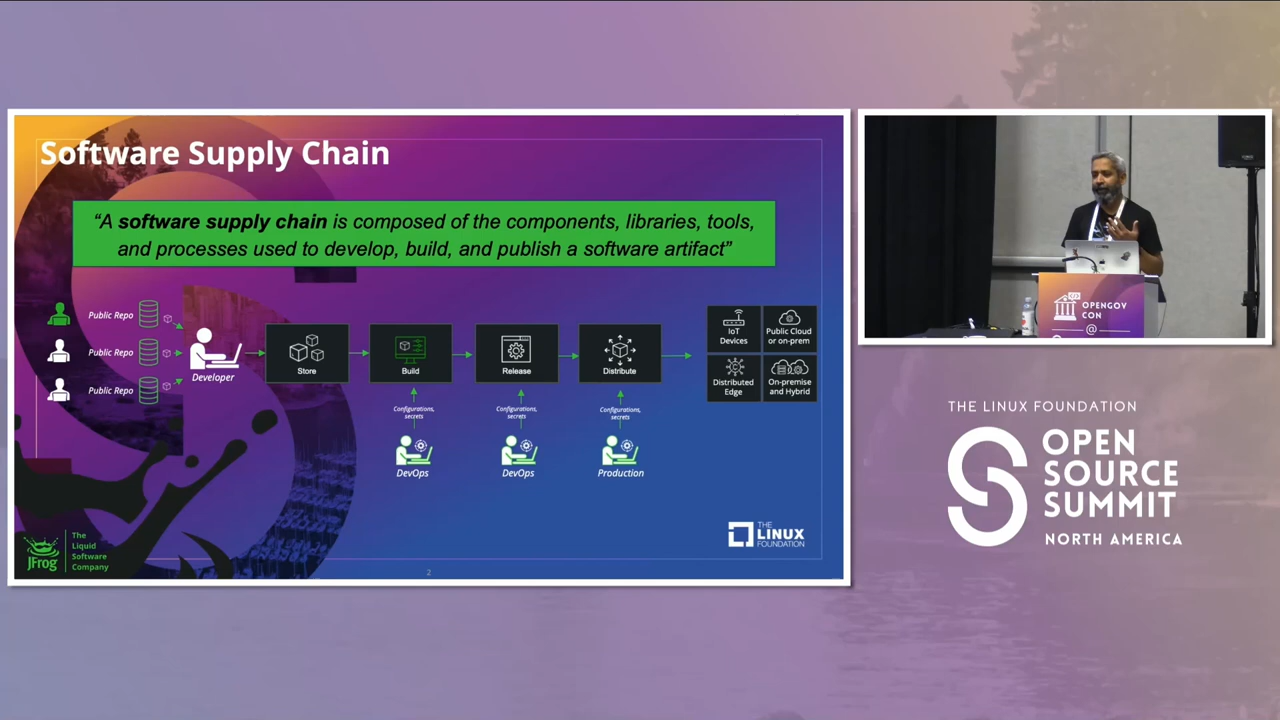 Software Supply Chain
“A software supply chain is composed of the components, libraries, tools,
and processes used to develop, build, and publish a software artifact”
Public Repo
Public Repo
Public Repo
Developer
Store
Build
Release
Distribute
IoT
Devices
Public Cloud
or on-prem
Distributed
Edge
On-premise
and Hybrid
Configurations,
secrets
Configurations,
secrets
Configurations,
secrets
DevOps
DevOps
Production
JFrog
The
Liquid
Software
Company
THE
LINUX
FOUNDATION
2
OPENGOV
CON
@
THE LINUX FOUNDATION
OPEN
SOURCE
SUMMIT
NORTH AMERICA